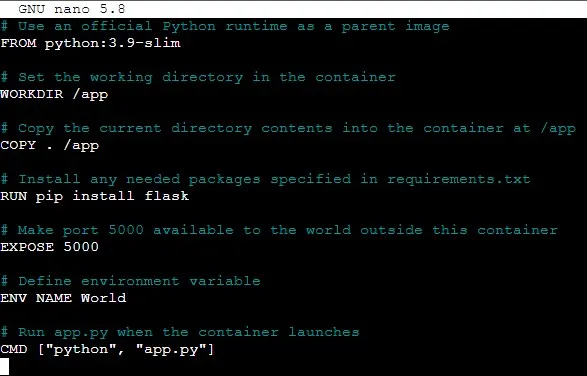 GNU nano 5.8
# Use an official Python runtime as a parent image
FROM python:3.9-slim
# Set the working directory in the container
WORKDIR /app
# Copy the current directory contents into the container at /app
COPY . /app
# Install any needed packages specified in requirements.txt
RUN pip install flask
# Make port 5000 available to the world outside this container
EXPOSE 5000
# Define environment variable
ENV NAME World
# Run app.py when the container launches
CMD ["python", "app.py"]